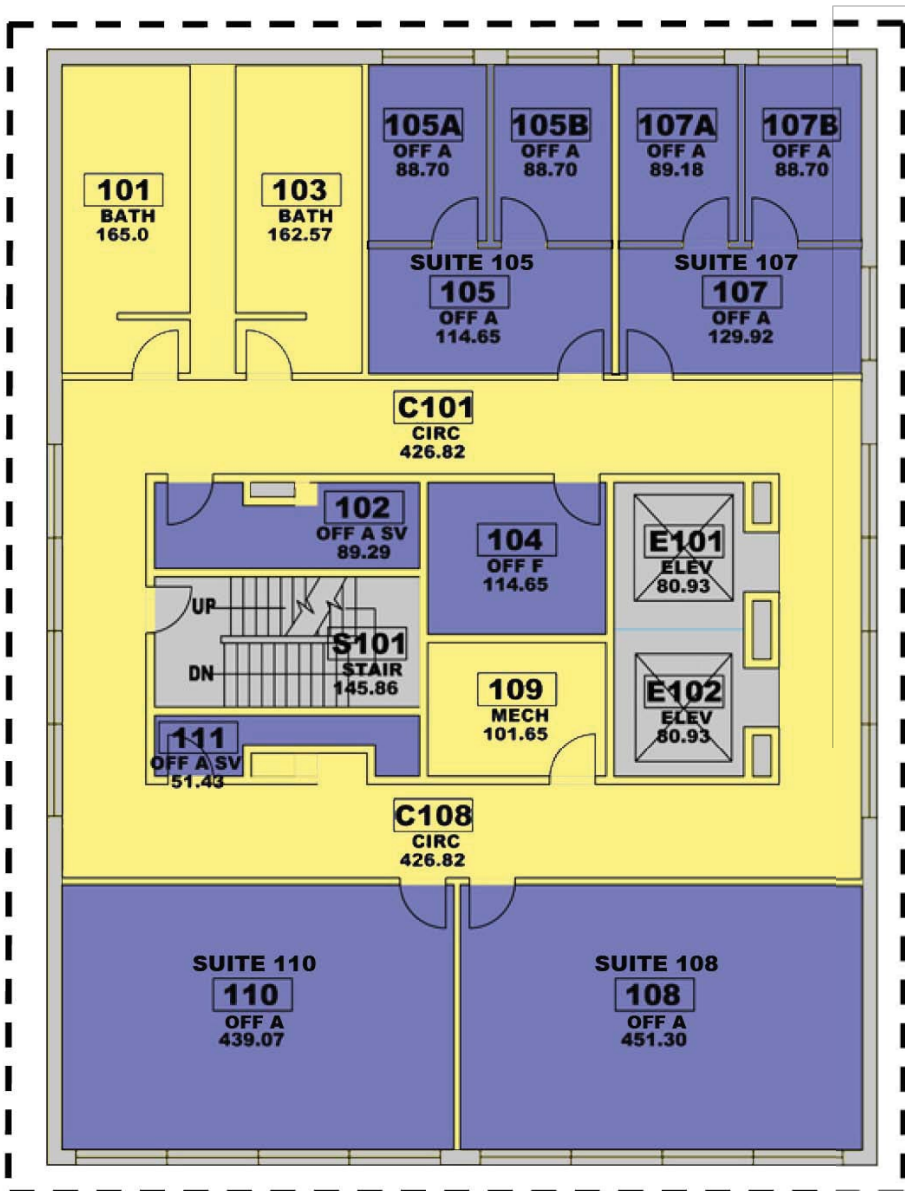 105A
OFF A
88.70
105B
OFF A
88.70
107A
OFF A
89.18
107B
OFF A
88.70
101
BATH
165.0
103
BATH
162.57
SUITE 105
105
OFF A
114.65
SUITE 107
107
OFF A
129.92
C101
CIRC
426.82
102
OFF A SV
89.29
104
OFF F
114.65
E101
ELEV
80.93
UP
DN
S101
STAIR
145.86
109
MECH
101.65
E102
ELEV
80.93
111
OFF A SV
51.43
C108
CIRC
426.82
SUITE 110
110
OFF A
439.07
SUITE 108
108
OFF A
451.30